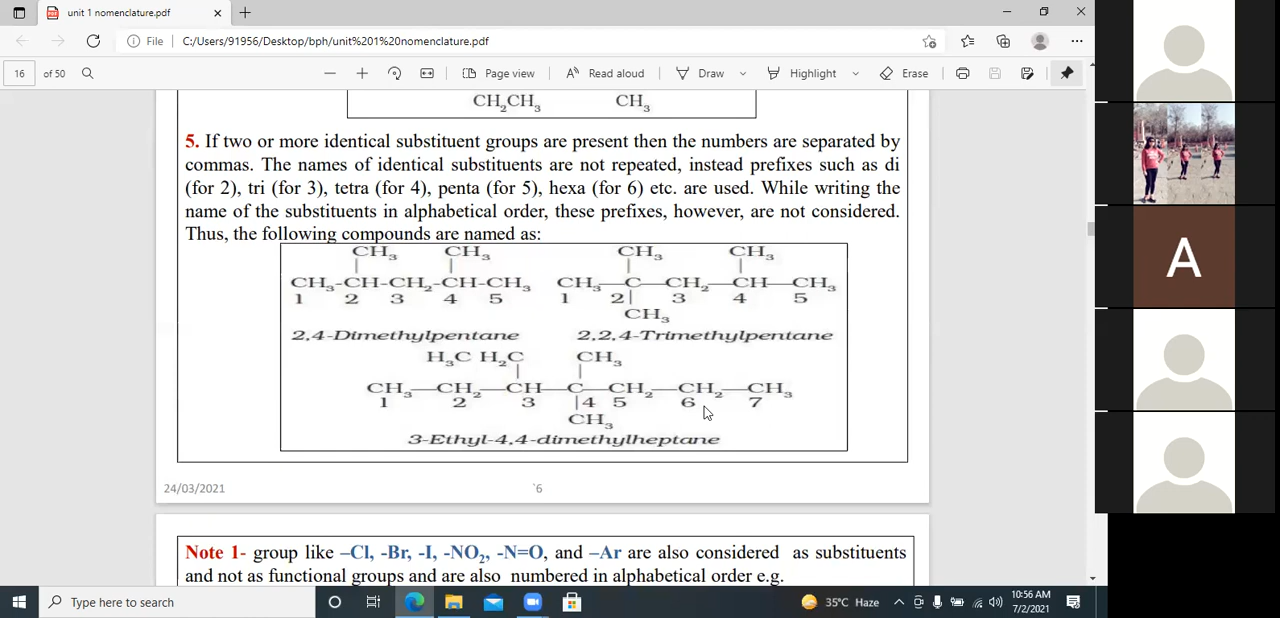 unit 1 nomenclature.pdf
File
C:/Users/91956/Desktop/bph/unit%201%20nomenclature.pdf
16 of 50
Page view
Read aloud
Draw
Highlight
Erase
CH₂CH₃ CH₃
5. If two or more identical substituent groups are present then the numbers are separated by
commas. The names of identical substituents are not repeated, instead prefixes such as di
(for 2), tri (for 3), tetra (for 4), penta (for 5), hexa (for 6) etc. are used. While writing the
name of the substituents in alphabetical order, these prefixes, however, are not considered.
Thus, the following compounds are named as:
CH₃ CH₃
CH₃-CH-CH₂-CH-CH₃
1 2 3 4 5
2,4-Dimethylpentane
CH₃ CH₃
CH₃—C—CH₂—CH—CH₃
1 2 3 4 5
CH₃
2,2,4-Trimethylpentane
H₃C H₂C CH₃
CH₃—CH₂—CH—C—CH₂—CH₂—CH₃
1 2 3 4 5 6 7
CH₃
3-Ethyl-4,4-dimethylheptane
24/03/2021
`6
Note 1- group like –Cl, -Br, -I, -NO₂, -N=O, and –Ar are also considered as substituents
and not as functional groups and are also numbered in alphabetical order e.g.
A
Type here to search
35°C Haze
10:56 AM
7/2/2021